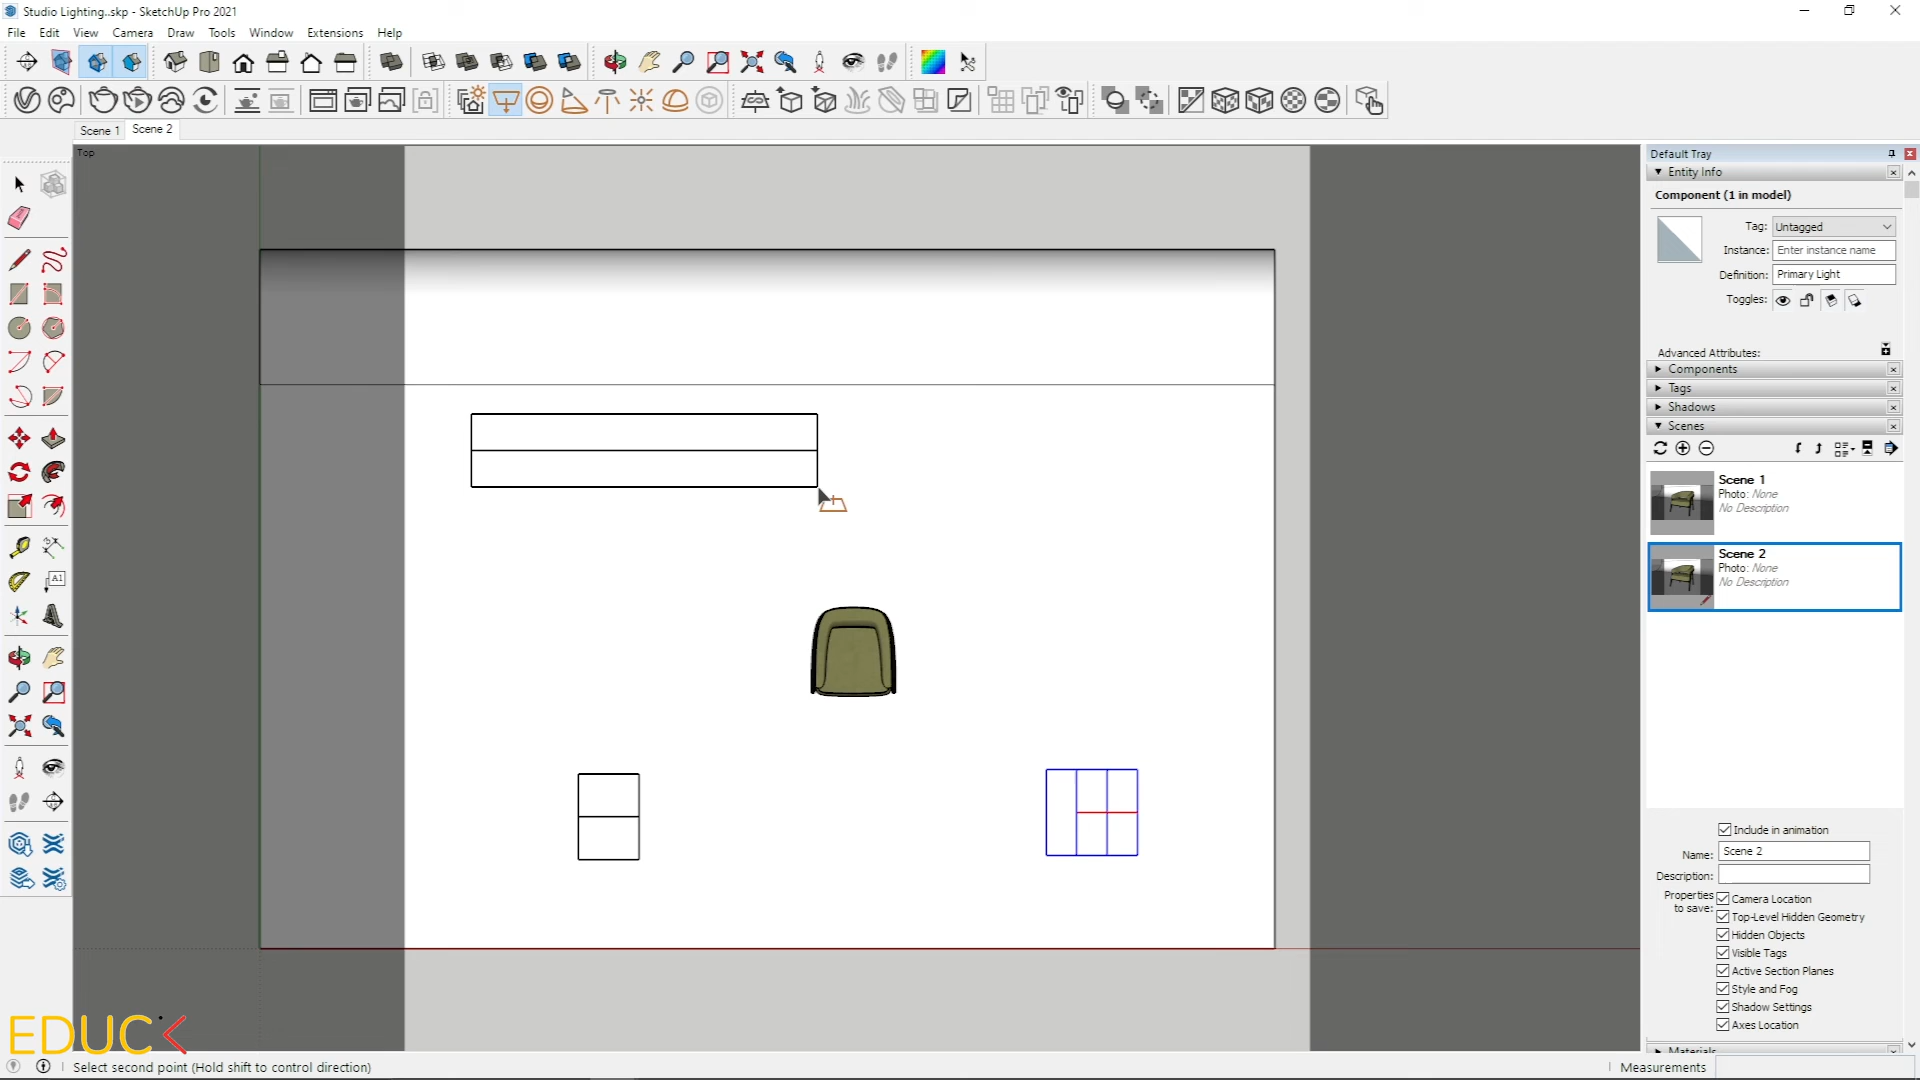 Studio Lighting..skp - SketchUp Pro 2021
File Edit View Camera Draw Tools Window Extensions Help
Scene 1 Scene 2
Top
Default Tray
Entity Info
Component (1 in model)
Tag: Untagged
Instance: Enter instance name
Definition: Primary Light
Toggles:
Advanced Attributes:
Components
Tags
Shadows
Scenes
Scene 1
Photo: None
No Description
Scene 2
Photo: None
No Description
Include in animation
Name: Scene 2
Description:
Properties to save:
Camera Location
Top-Level Hidden Geometry
Hidden Objects
Visible Tags
Active Section Planes
Style and Fog
Shadow Settings
Axes Location
Materials
A1
EDUC
Select second point (Hold shift to control direction)
Measurements